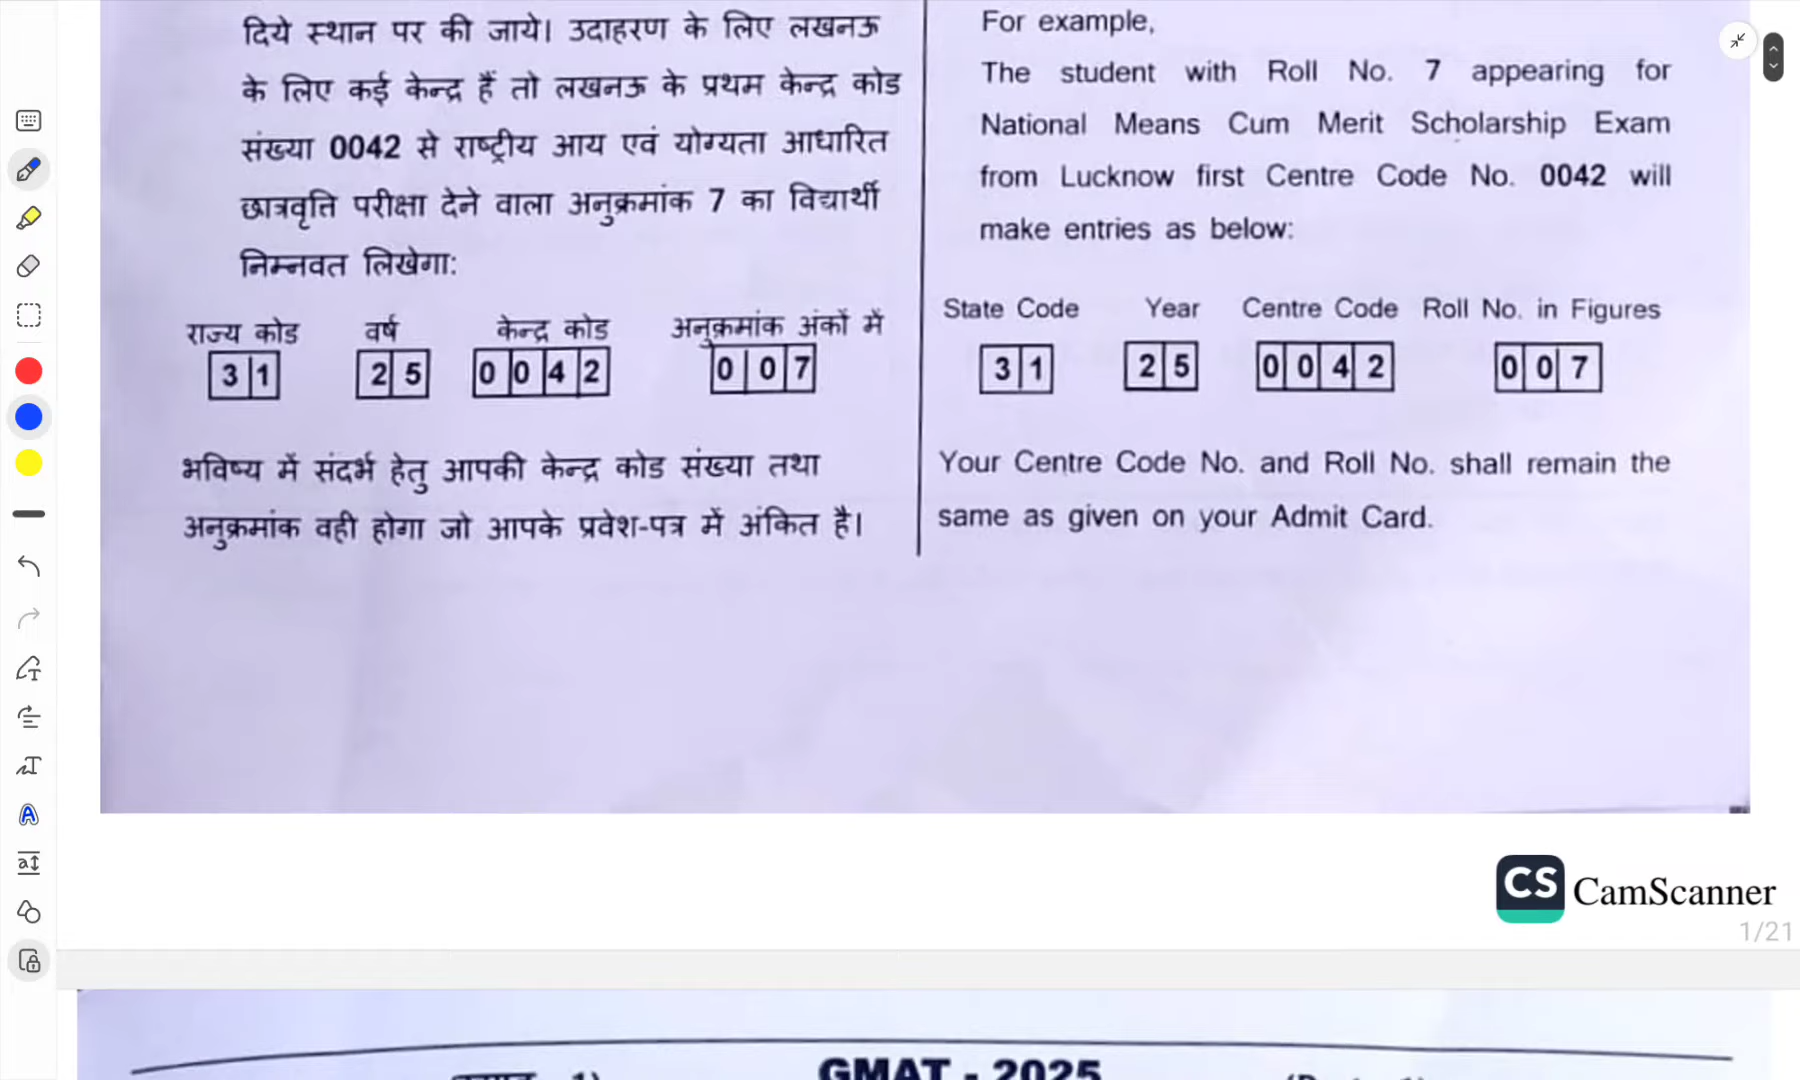 दिये स्थान पर की जाये। उदाहरण के लिए लखनऊ
के लिए कई केन्द्र हैं तो लखनऊ के प्रथम केन्द्र कोड
संख्या 0042 से राष्ट्रीय आय एवं योग्यता आधारित
छात्रवृत्ति परीक्षा देने वाला अनुक्रमांक 7 का विद्यार्थी
निम्नवत लिखेगा:
राज्य कोड वर्ष केन्द्र कोड अनुक्रमांक अंकों में
3 1 2 5 0 0 4 2 0 0 7
भविष्य में संदर्भ हेतु आपकी केन्द्र कोड संख्या तथा
अनुक्रमांक वही होगा जो आपके प्रवेश-पत्र में अंकित है।
For example,
The student with Roll No. 7 appearing for
National Means Cum Merit Scholarship Exam
from Lucknow first Centre Code No. 0042 will
make entries as below:
State Code Year Centre Code Roll No. in Figures
3 1 2 5 0 0 4 2 0 0 7
Your Centre Code No. and Roll No. shall remain the
same as given on your Admit Card.
CS CamScanner
1/21
GMAT - 2025